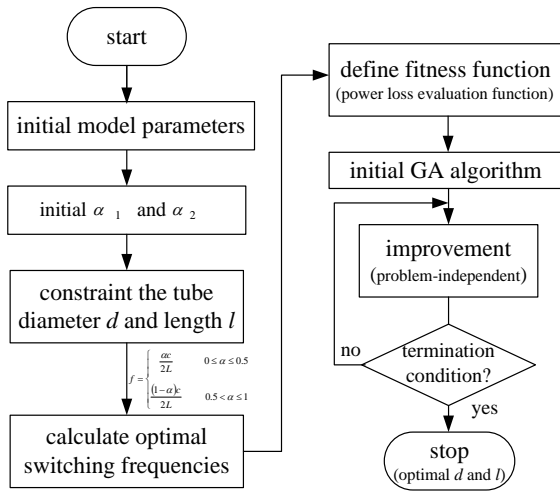 start
initial model parameters
initial α 1 and α 2
constraint the tube
diameter d and length l
f = { αc/2L 0 ≤ α ≤ 0.5
(1−α)c/2L 0.5 < α ≤ 1
calculate optimal
switching frequencies
define fitness function
(power loss evaluation function)
initial GA algorithm
improvement
(problem-independent)
no
termination
condition?
yes
stop
(optimal d and l)